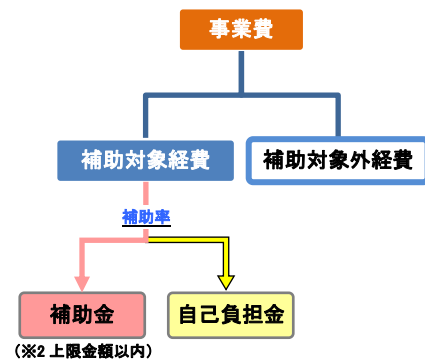 事業費
補助対象経費
補助対象外経費
補助率
補助金
自己負担金
(※2 上限金額以内)